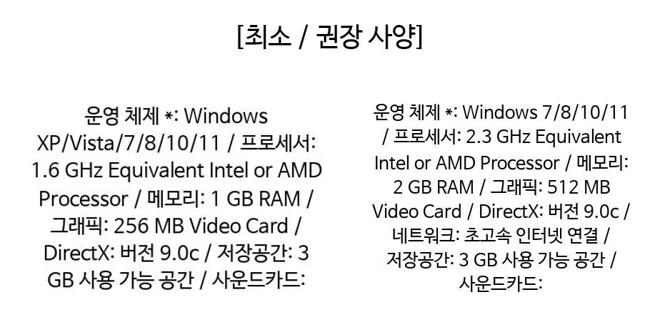 [최소 / 권장 사양]
운영 체제 *: Windows
XP/Vista/7/8/10/11 / 프로세서:
1.6 GHz Equivalent Intel or AMD
Processor / 메모리: 1 GB RAM /
그래픽: 256 MB Video Card /
DirectX: 버전 9.0c / 저장공간: 3
GB 사용 가능 공간 / 사운드카드:
운영 체제 *: Windows 7/8/10/11
/ 프로세서: 2.3 GHz Equivalent
Intel or AMD Processor / 메모리:
2 GB RAM / 그래픽: 512 MB
Video Card / DirectX: 버전 9.0c /
네트워크: 초고속 인터넷 연결 /
저장공간: 3 GB 사용 가능 공간 /
사운드카드: